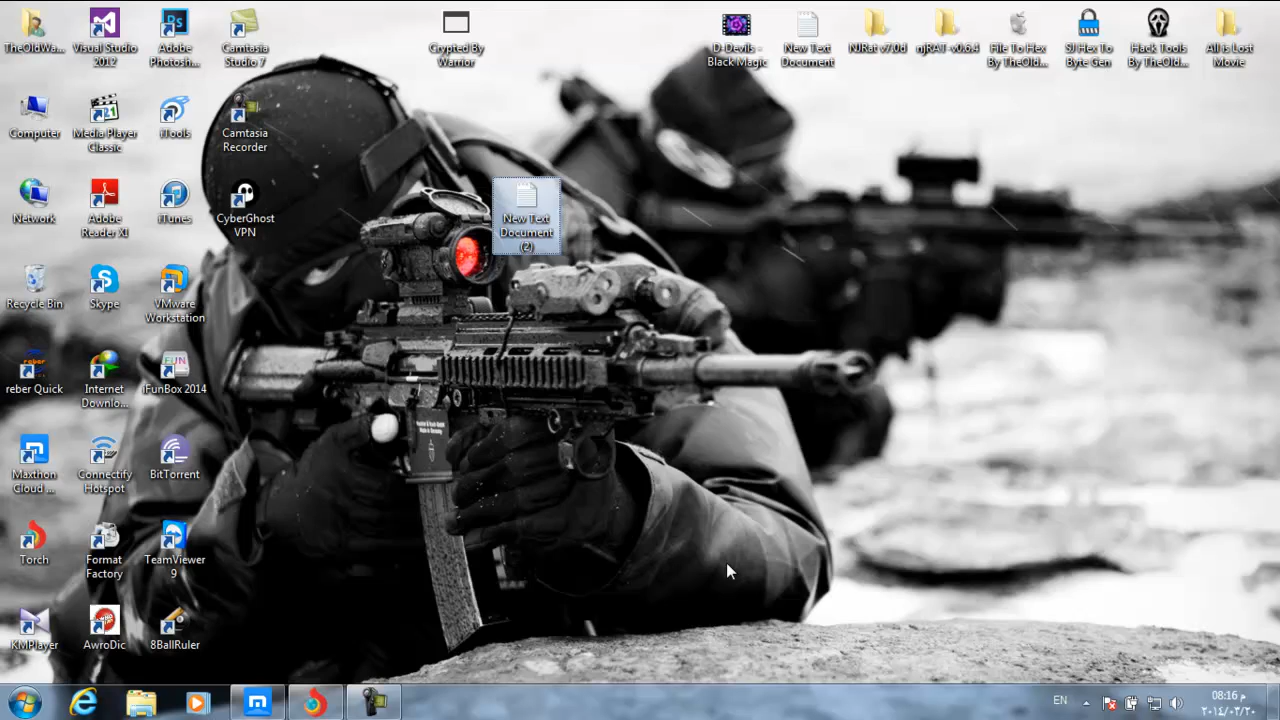 TheOldWa...
Visual Studio
2012
Adobe
Photosh...
Camtasia
Studio 7
Crypted By
Warrior
D-Devils -
Black Magic
New Text
Document
NJRat v7.0d
njRAT-v0.6.4
File To Hex
By TheOld...
SJ Hex To
Byte Gen
Hack Tools
By TheOld...
All is Lost
Movie
Computer
Media Player
Classic
iTools
Camtasia
Recorder
Network
Adobe
Reader XI
iTunes
CyberGhost
VPN
New Text
Document
(2)
Recycle Bin
Skype
VMware
Workstation
reber Quick
Internet
Downlo...
iFunBox 2014
Maxthon
Cloud ...
Connectify
Hotspot
BitTorrent
Torch
Format
Factory
TeamViewer
9
KMPlayer
AwroDic
8BallRuler
EN
08:16 م
٢٠١٤/٠٣/٢٠